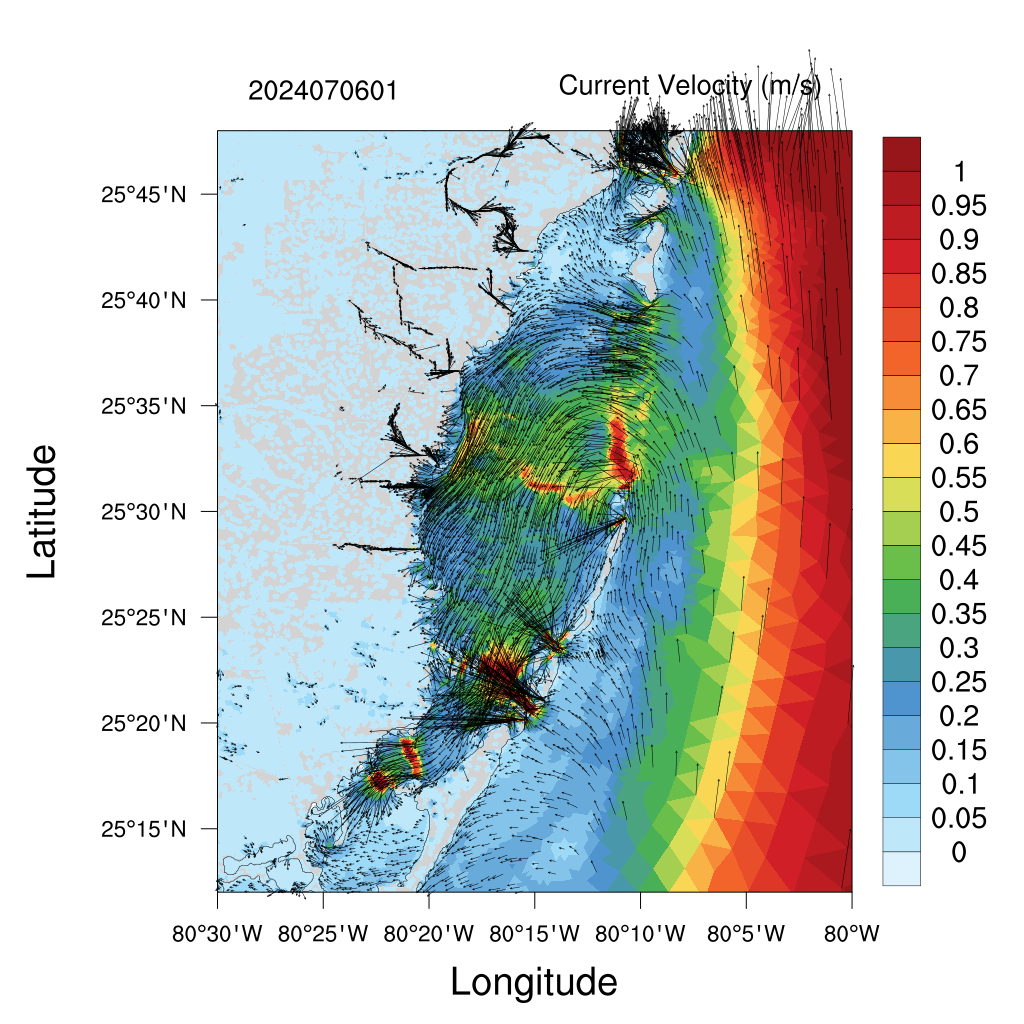 2024070601
Current Velocity (m/s)
Latitude
25°45'N
25°40'N
25°35'N
25°30'N
25°25'N
25°20'N
25°15'N
80°30'W 80°25'W 80°20'W 80°15'W 80°10'W 80°5'W 80°W
Longitude
1
0.95
0.9
0.85
0.8
0.75
0.7
0.65
0.6
0.55
0.5
0.45
0.4
0.35
0.3
0.25
0.2
0.15
0.1
0.05
0